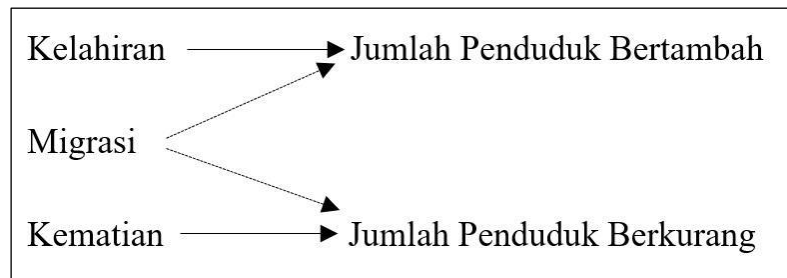 Kelahiran Jumlah Penduduk Bertambah
Migrasi
Kematian Jumlah Penduduk Berkurang